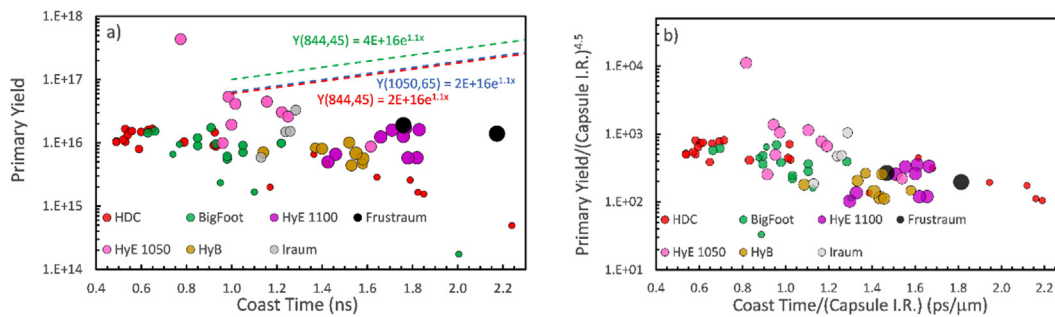 1.E+18
a)
Y(844,45) = 4E+16e^1.1x
1.E+17
Y(1050,65) = 2E+16e^1.1x
Y(844,45) = 2E+16e^1.1x
1.E+16
1.E+15
HDC BigFoot HyE 1100 Frustraum
HyE 1050 HyB Iraum
1.E+14
0.4 0.6 0.8 1.0 1.2 1.4 1.6 1.8 2.0 2.2
Coast Time (ns)
Primary Yield
b)
1.E+04
1.E+03
1.E+02
HDC BigFoot HyE 1100 Frustraum
HyE 1050 HyB Iraum
1.E+01
0.4 0.6 0.8 1.0 1.2 1.4 1.6 1.8 2.0 2.2
Coast Time/(Capsule I.R.) (ps/μm)
Primary Yield/(Capsule I.R.)^4.5